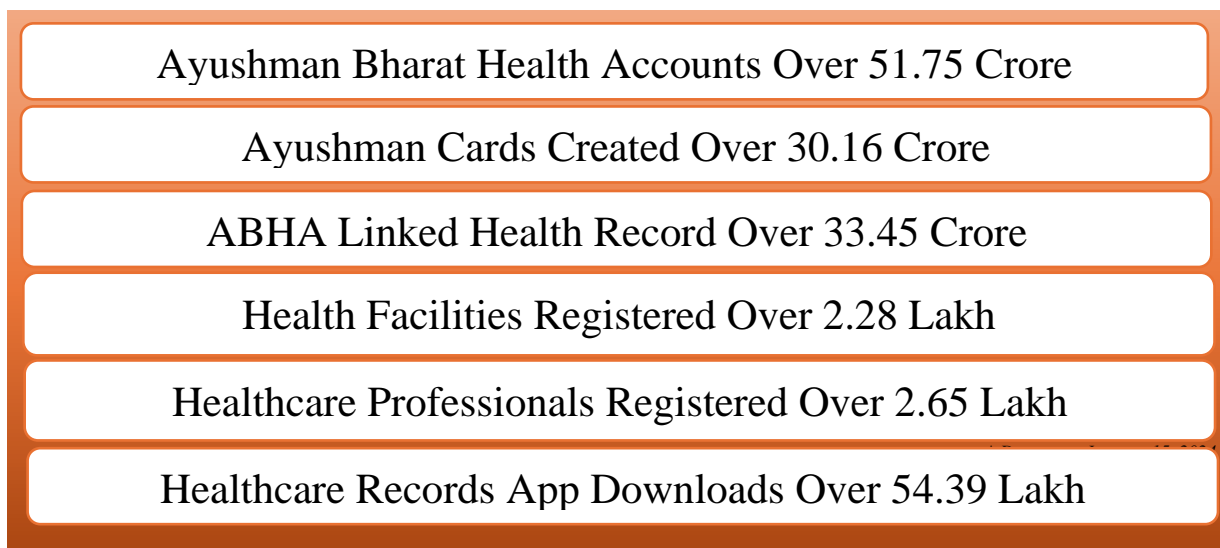 Ayushman Bharat Health Accounts Over 51.75 Crore
Ayushman Cards Created Over 30.16 Crore
ABHA Linked Health Record Over 33.45 Crore
Health Facilities Registered Over 2.28 Lakh
Healthcare Professionals Registered Over 2.65 Lakh
Healthcare Records App Downloads Over 54.39 Lakh